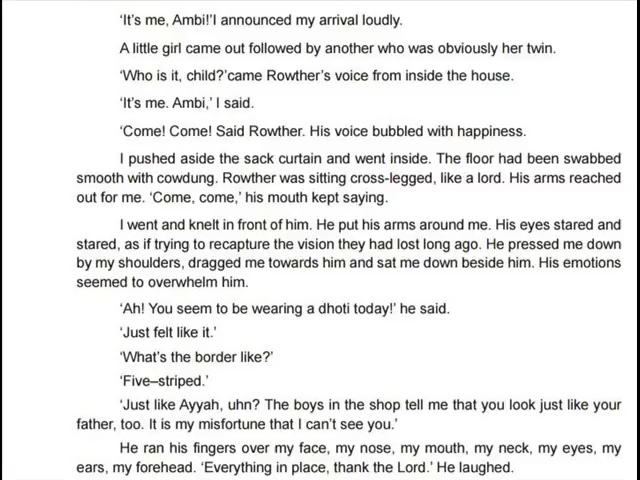 ‘It’s me, Ambi!’I announced my arrival loudly.
A little girl came out followed by another who was obviously her twin.
‘Who is it, child?’came Rowther’s voice from inside the house.
‘It’s me. Ambi,’ I said.
‘Come! Come! Said Rowther. His voice bubbled with happiness.
I pushed aside the sack curtain and went inside. The floor had been swabbed
smooth with cowdung. Rowther was sitting cross-legged, like a lord. His arms reached
out for me. ‘Come, come,’ his mouth kept saying.
I went and knelt in front of him. He put his arms around me. His eyes stared and
stared, as if trying to recapture the vision they had lost long ago. He pressed me down
by my shoulders, dragged me towards him and sat me down beside him. His emotions
seemed to overwhelm him.
‘Ah! You seem to be wearing a dhoti today!’ he said.
‘Just felt like it.’
‘What’s the border like?’
‘Five–striped.’
‘Just like Ayyah, uhn? The boys in the shop tell me that you look just like your
father, too. It is my misfortune that I can’t see you.’
He ran his fingers over my face, my nose, my mouth, my neck, my eyes, my
ears, my forehead. ‘Everything in place, thank the Lord.’ He laughed.